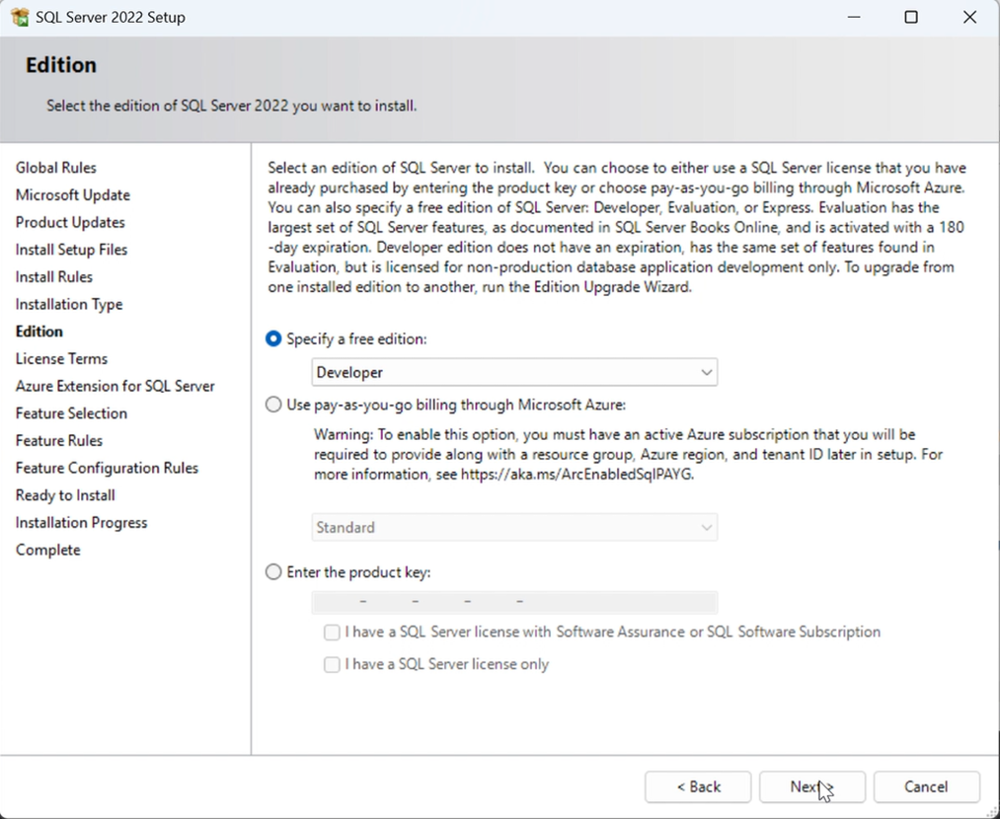 SQL Server 2022 Setup
Edition
Select the edition of SQL Server 2022 you want to install.
Global Rules
Microsoft Update
Product Updates
Install Setup Files
Install Rules
Installation Type
Edition
License Terms
Azure Extension for SQL Server
Feature Selection
Feature Rules
Feature Configuration Rules
Ready to Install
Installation Progress
Complete
Select an edition of SQL Server to install.  You can choose to either use a SQL Server license that you have
already purchased by entering the product key or choose pay-as-you-go billing through Microsoft Azure.
You can also specify a free edition of SQL Server: Developer, Evaluation, or Express. Evaluation has the
largest set of SQL Server features, as documented in SQL Server Books Online, and is activated with a 180
-day expiration. Developer edition does not have an expiration, has the same set of features found in
Evaluation, but is licensed for non-production database application development only. To upgrade from
one installed edition to another, run the Edition Upgrade Wizard.
Specify a free edition:
Developer
Use pay-as-you-go billing through Microsoft Azure:
Warning: To enable this option, you must have an active Azure subscription that you will be
required to provide along with a resource group, Azure region, and tenant ID later in setup. For
more information, see https://aka.ms/ArcEnabledSqlPAYG.
Standard
Enter the product key:
- - - -
I have a SQL Server license with Software Assurance or SQL Software Subscription
I have a SQL Server license only
< Back
Next >
Cancel